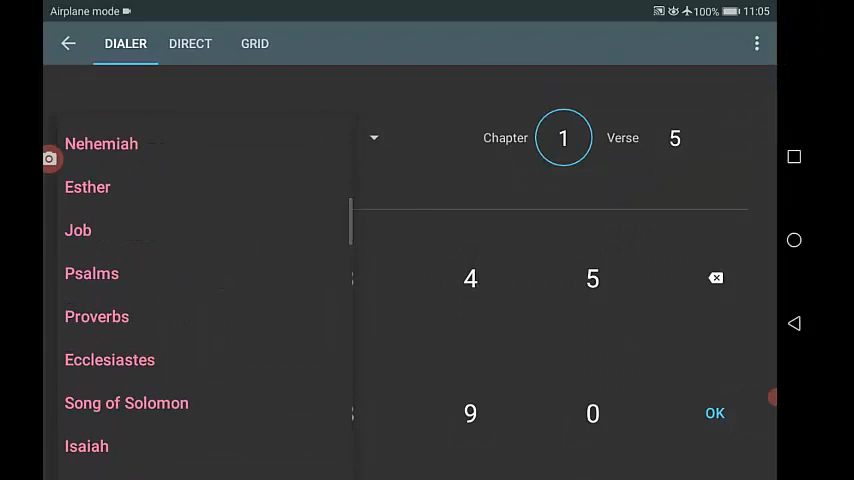 Airplane mode
100%
11:05
DIALER
DIRECT
GRID
Chapter 1 Verse 5
Nehemiah
Esther
Job
Psalms
Proverbs
Ecclesiastes
Song of Solomon
Isaiah
4 5
9 0 OK